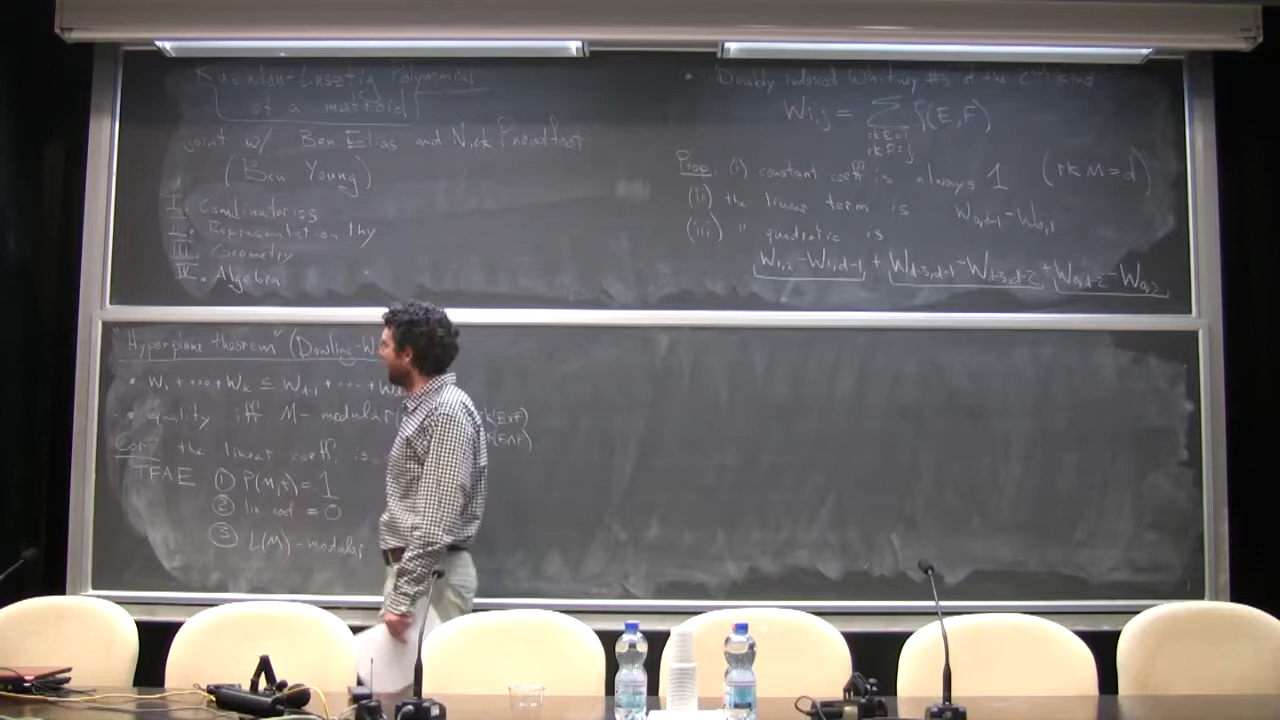 Kazhdan-Lusztig Polynomial
of a matroid
joint w/ Ben Elias and Nick Proudfoot
(Ben Young)
I. Combinatorics
II. Representation thy
III. Geometry
IV. Algebra
• Doubly indexed Whitney #s of the 2nd kind
Wi,j = Σ ζ(E,F)
rk E=i
rk F=j
Prop: (i) constant coeff is always 1 (rk M = d)
(ii) the linear term is W0,d-1 - W0,1
(iii) " quadratic is
W1,2 - W1,d-1 + Wd-3,d-1 - Wd-3,d-2 + W0,d-2 - W0,2
"Hyperplane theorem" (Dowling-W
• W1 + ... + Wk ≤ Wd-1 + ... + Wd
• equality iff M - modular rk(E∨F)
(E∧F)
Cor: the linear coeff. is
TFAE ① P(M,t) = 1
② lin coef = 0
③ L(M) - modular